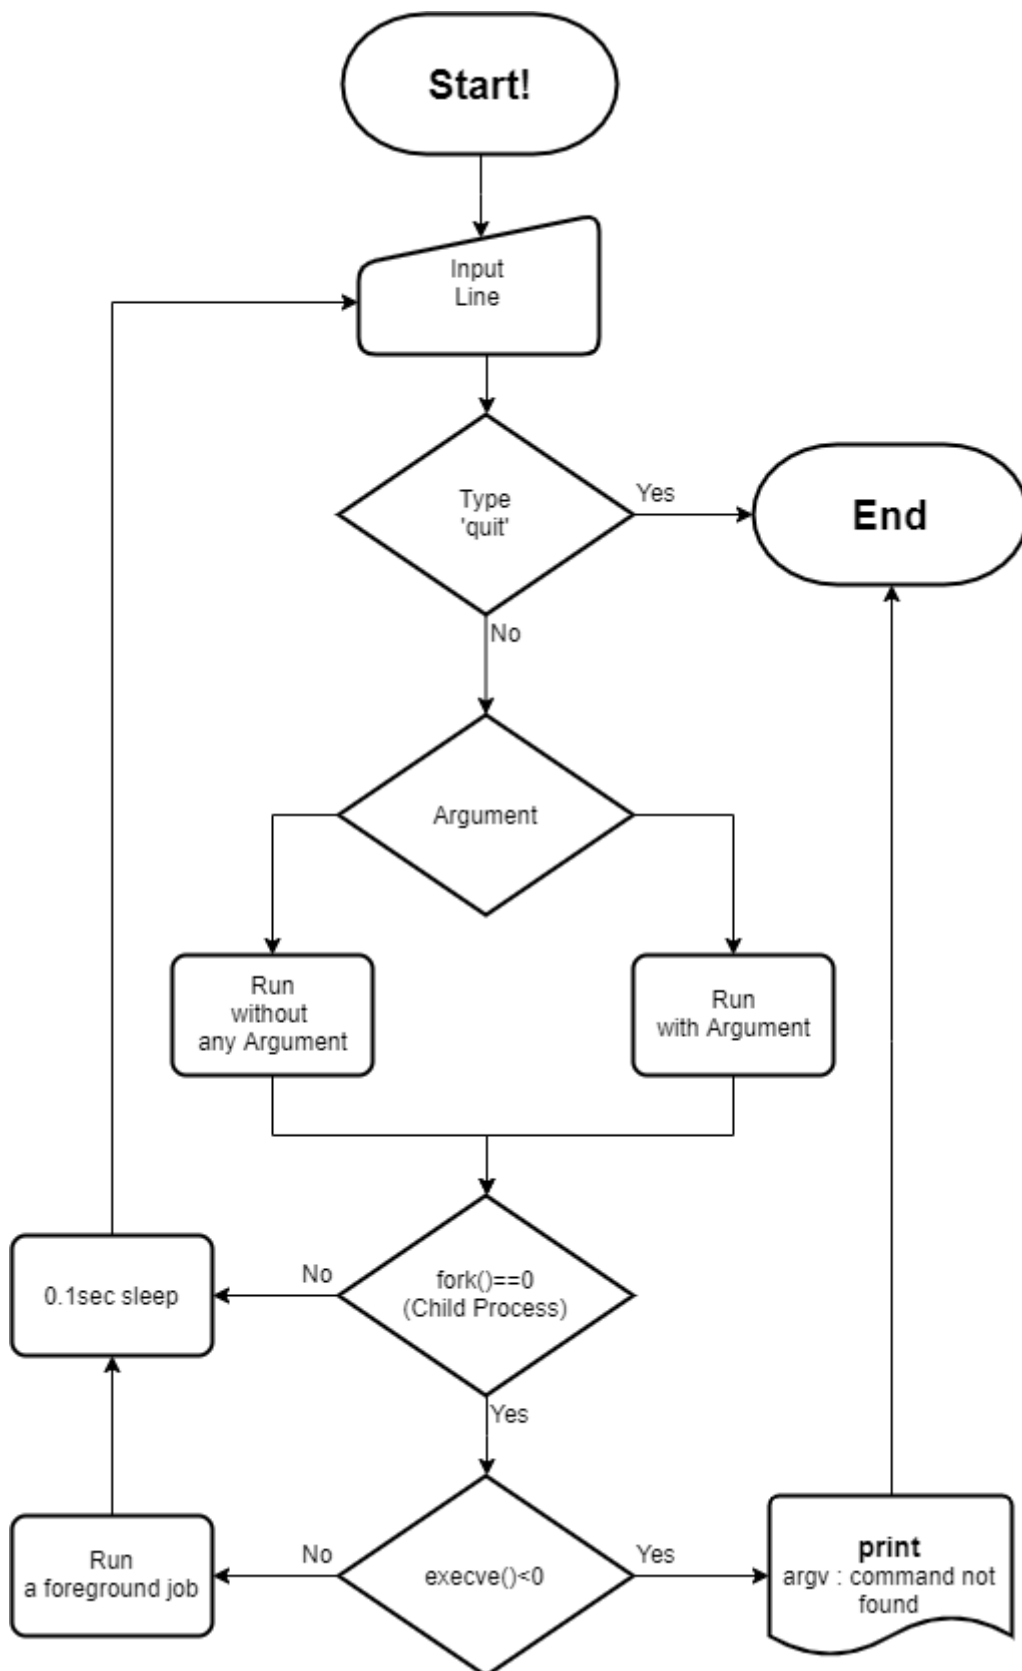 Start!
Input
Line
Type
'quit'
Yes
End
No
Argument
Run
without
any Argument
Run
with Argument
0.1sec sleep
No
fork()==0
(Child Process)
Yes
Run
a foreground job
No
execve()<0
Yes
print
argv : command not
found